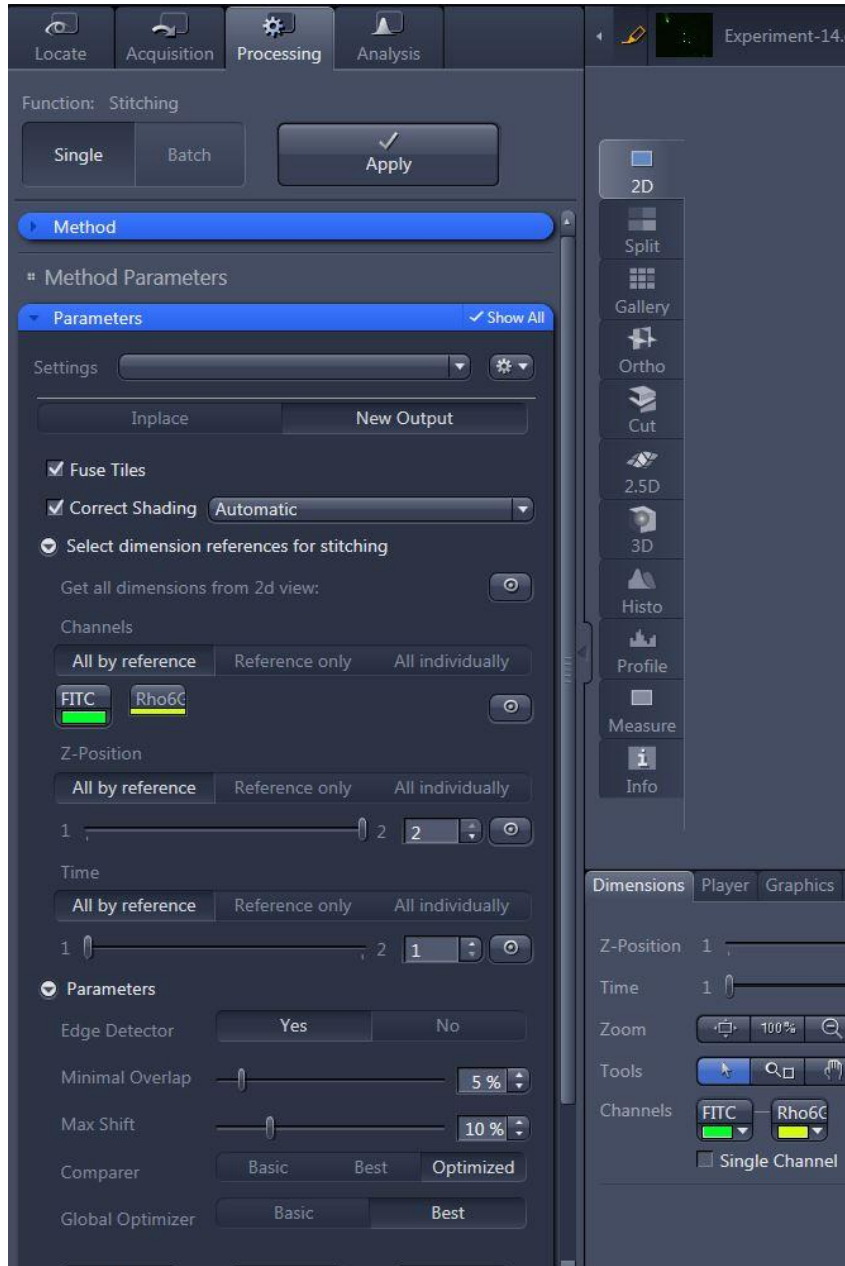 Locate Acquisition Processing Analysis
Function: Stitching
Single Batch Apply
Method
Method Parameters
Parameters Show All
Settings
Inplace New Output
Fuse Tiles
Correct Shading Automatic
Select dimension references for stitching
Get all dimensions from 2d view:
Channels
All by reference Reference only All individually
FITC Rho6G
Z-Position
All by reference Reference only All individually
1 2 2
Time
All by reference Reference only All individually
1 2 1
Parameters
Edge Detector Yes No
Minimal Overlap 5 %
Max Shift 10 %
Comparer Basic Best Optimized
Global Optimizer Basic Best
Experiment-14.
2D
Split
Gallery
Ortho
Cut
2.5D
3D
Histo
Profile
Measure
i
Info
Dimensions Player Graphics
Z-Position 1
Time 1
Zoom 100%
Tools
Channels FITC Rho6G
Single Channel